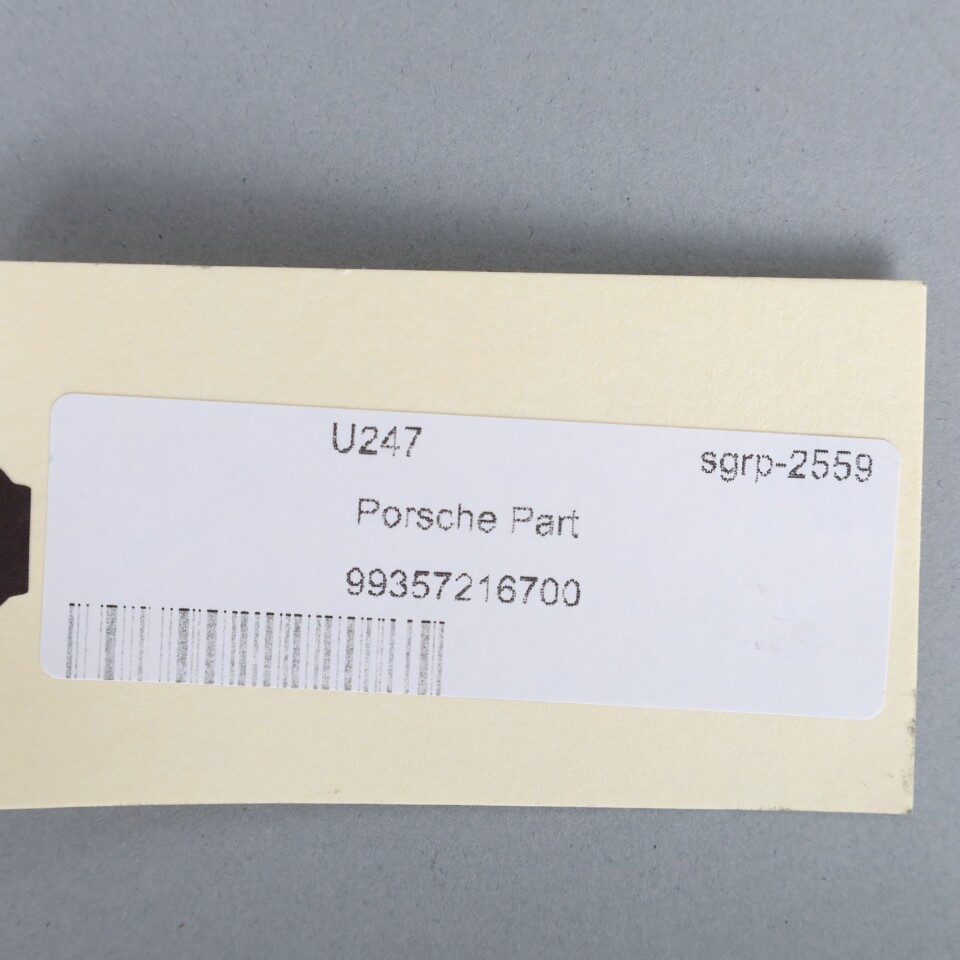 U247
sgrp-2559
Porsche Part
99357216700